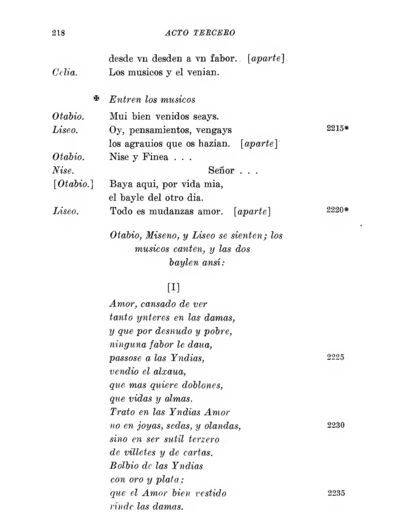 218 ACTO TERCERO
desde vn desden a vn fabor. [aparte]
Celia. Los musicos y el venian.
✠ Entren los musicos
Otabio. Mui bien venidos seays.
Liseo. Oy, pensamientos, vengays 2215*
los agrauios que os hazian. [aparte]
Otabio. Nise y Finea . . .
Nise. Señor . . .
[Otabio.] Baya aqui, por vida mia,
el bayle del otro dia.
Liseo. Todo es mudanzas amor. [aparte] 2220*
Otabio, Miseno, y Liseo se sienten; los
musicos canten, y las dos
baylen ansi:
[I]
Amor, cansado de ver
tanto ynteres en las damas,
y que por desnudo y pobre,
ninguna fabor le daua,
passose a las Yndias, 2225
vendio el alxaua,
que mas quiere doblones,
que vidas y almas.
Trato en las Yndias Amor
no en joyas, sedas, y olandas, 2230
sino en ser sutil terzero
de villetes y de cartas.
Bolbio de las Yndias
con oro y plata;
que el Amor bien vestido 2235
rinde las damas.